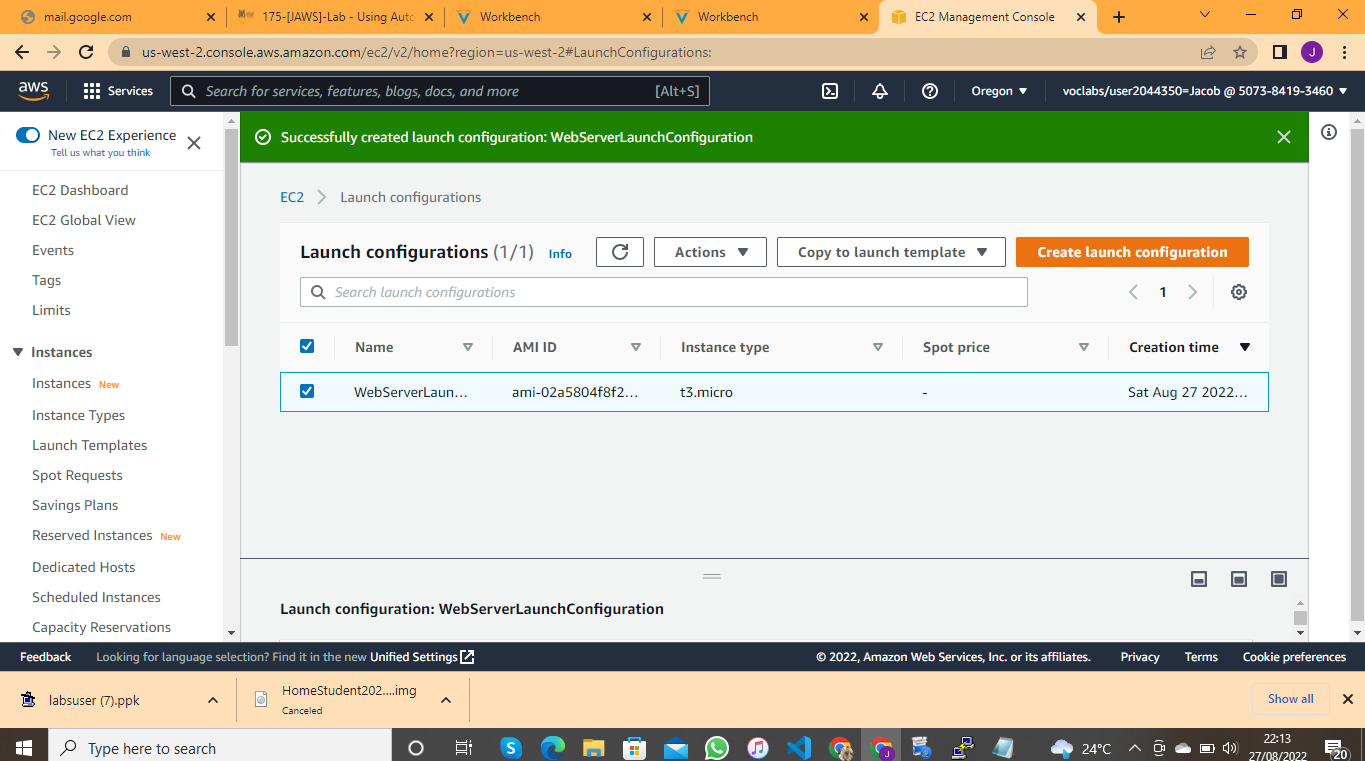 mail.google.com
175-[JAWS]-Lab - Using Auto
Workbench
Workbench
EC2 Management Console
us-west-2.console.aws.amazon.com/ec2/v2/home?region=us-west-2#LaunchConfigurations:
J
aws
Services
Search for services, features, blogs, docs, and more
[Alt+S]
Oregon
voclabs/user2044350=Jacob @ 5073-8419-3460
New EC2 Experience
Tell us what you think
EC2 Dashboard
EC2 Global View
Events
Tags
Limits
Instances
Instances New
Instance Types
Launch Templates
Spot Requests
Savings Plans
Reserved Instances New
Dedicated Hosts
Scheduled Instances
Capacity Reservations
Successfully created launch configuration: WebServerLaunchConfiguration
EC2 > Launch configurations
Launch configurations (1/1) Info
Actions
Copy to launch template
Create launch configuration
Search launch configurations
1
Name AMI ID Instance type Spot price Creation time
WebServerLaun... ami-02a5804f8f2... t3.micro - Sat Aug 27 2022...
Launch configuration: WebServerLaunchConfiguration
Feedback
Looking for language selection? Find it in the new Unified Settings
© 2022, Amazon Web Services, Inc. or its affiliates.
Privacy
Terms
Cookie preferences
labsuser (7).ppk
HomeStudent202....img
Canceled
Show all
Type here to search
24°C
22:13
27/08/2022
20